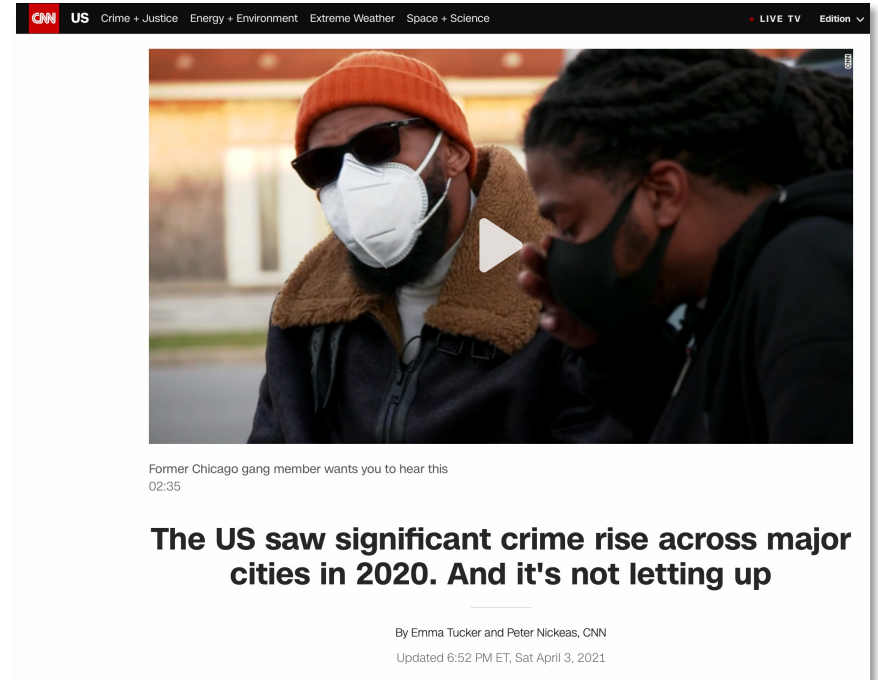 CNN US Crime + Justice Energy + Environment Extreme Weather Space + Science LIVE TV Edition
CNN
Former Chicago gang member wants you to hear this
02:35
The US saw significant crime rise across major
cities in 2020. And it's not letting up
By Emma Tucker and Peter Nickeas, CNN
Updated 6:52 PM ET, Sat April 3, 2021